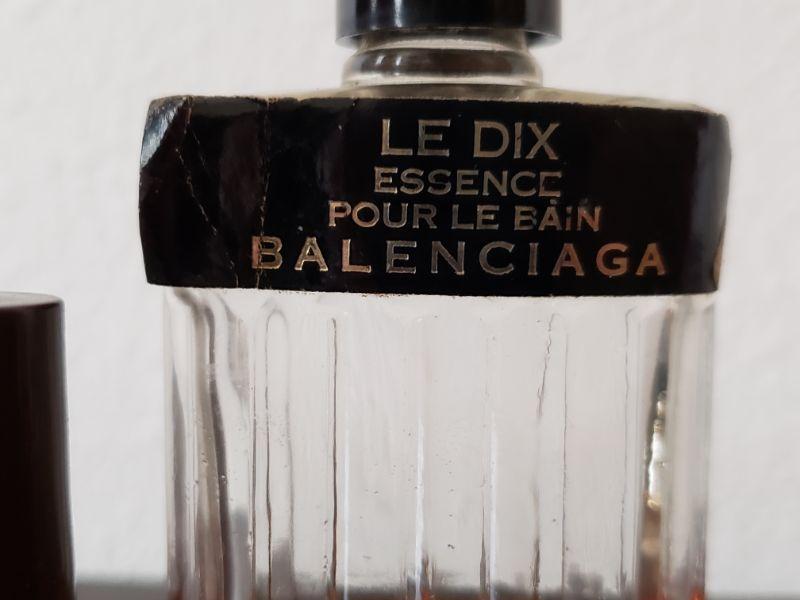 LE DIX
ESSENCE
POUR LE BAiN
BALENCIAGA